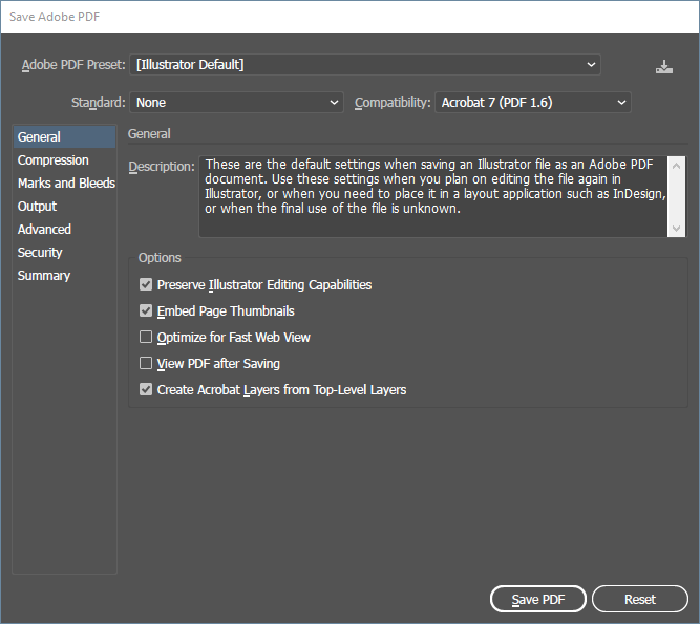 Save Adobe PDF
Adobe PDF Preset: [Illustrator Default]
Standard: None Compatibility: Acrobat 7 (PDF 1.6)
General
Compression
Marks and Bleeds
Output
Advanced
Security
Summary
General
Description: These are the default settings when saving an Illustrator file as an Adobe PDF
document. Use these settings when you plan on editing the file again in
Illustrator, or when you need to place it in a layout application such as InDesign,
or when the final use of the file is unknown.
Options
Preserve Illustrator Editing Capabilities
Embed Page Thumbnails
Optimize for Fast Web View
View PDF after Saving
Create Acrobat Layers from Top-Level Layers
Save PDF Reset